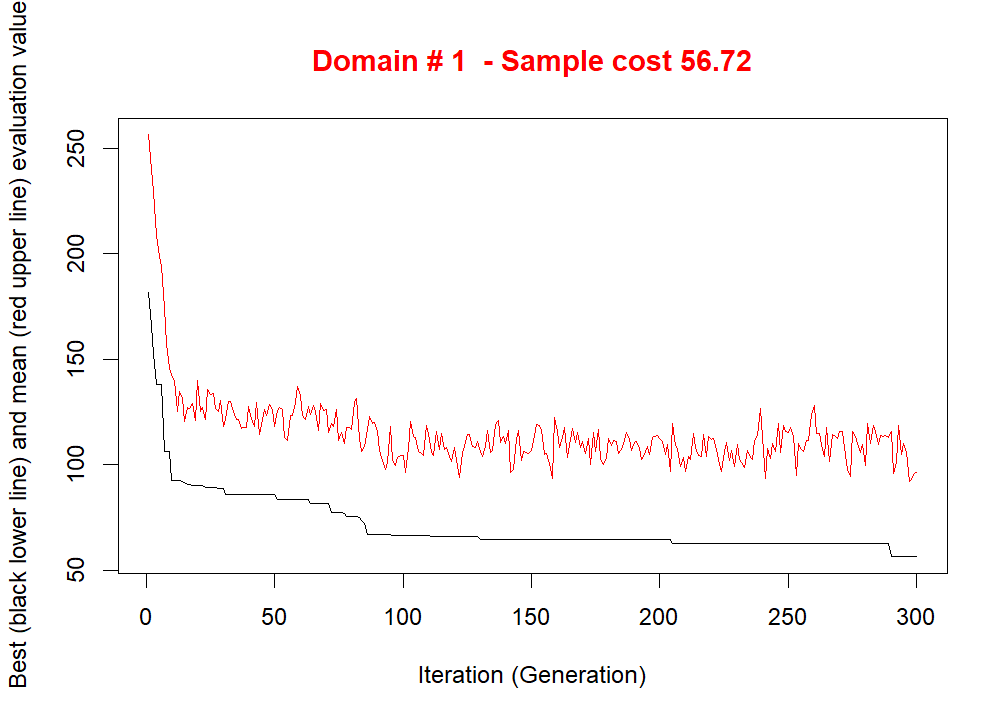 Domain # 1  - Sample cost 56.72
Best (black lower line) and mean (red upper line) evaluation value
250
200
150
100
50
0 50 100 150 200 250 300
Iteration (Generation)